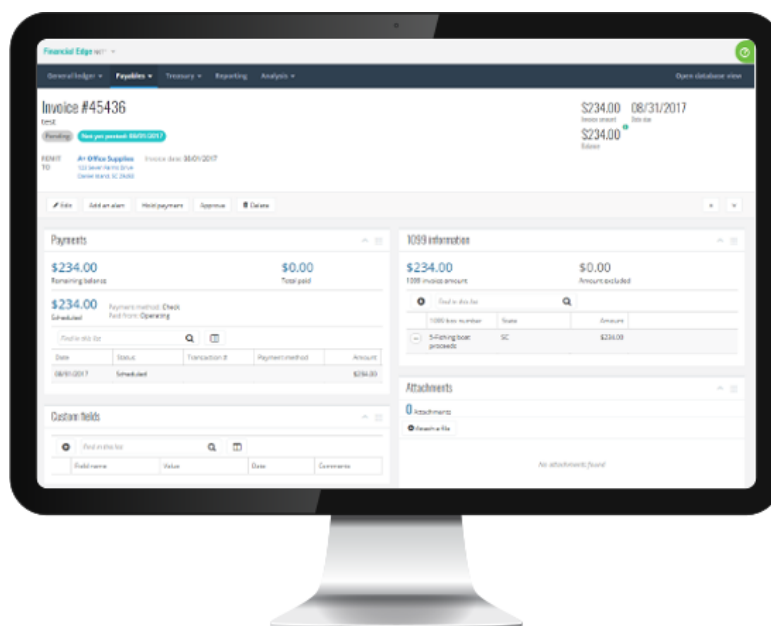 Financial Edge NXT
General ledger Payables Treasury Reporting Analysis Open database view
Invoice #45436
test
$234.00 08/31/2017
Invoice amount Date due
$234.00
Balance
Pending Not yet posted: 08/01/2017
REMIT TO
A+ Office Supplies Invoice date: 08/01/2017
Edit Add an alert Hold payment Approve Delete
Payments
$234.00 $0.00
Remaining balance Total paid
$234.00 Payment method: Check
Scheduled Paid from: Operating
Find in this list
Date Status Transaction # Payment method Amount
08/01/2017 Scheduled $234.00
Custom fields
Find in this list
Field name Value Date Comments
1099 information
$234.00 $0.00
1099 invoice amount Amount excluded
Find in this list
1099 box number State Amount
5-Fishing boat SC $234.00
proceeds
Attachments
0 Attachments
Attach a file
No attachments found